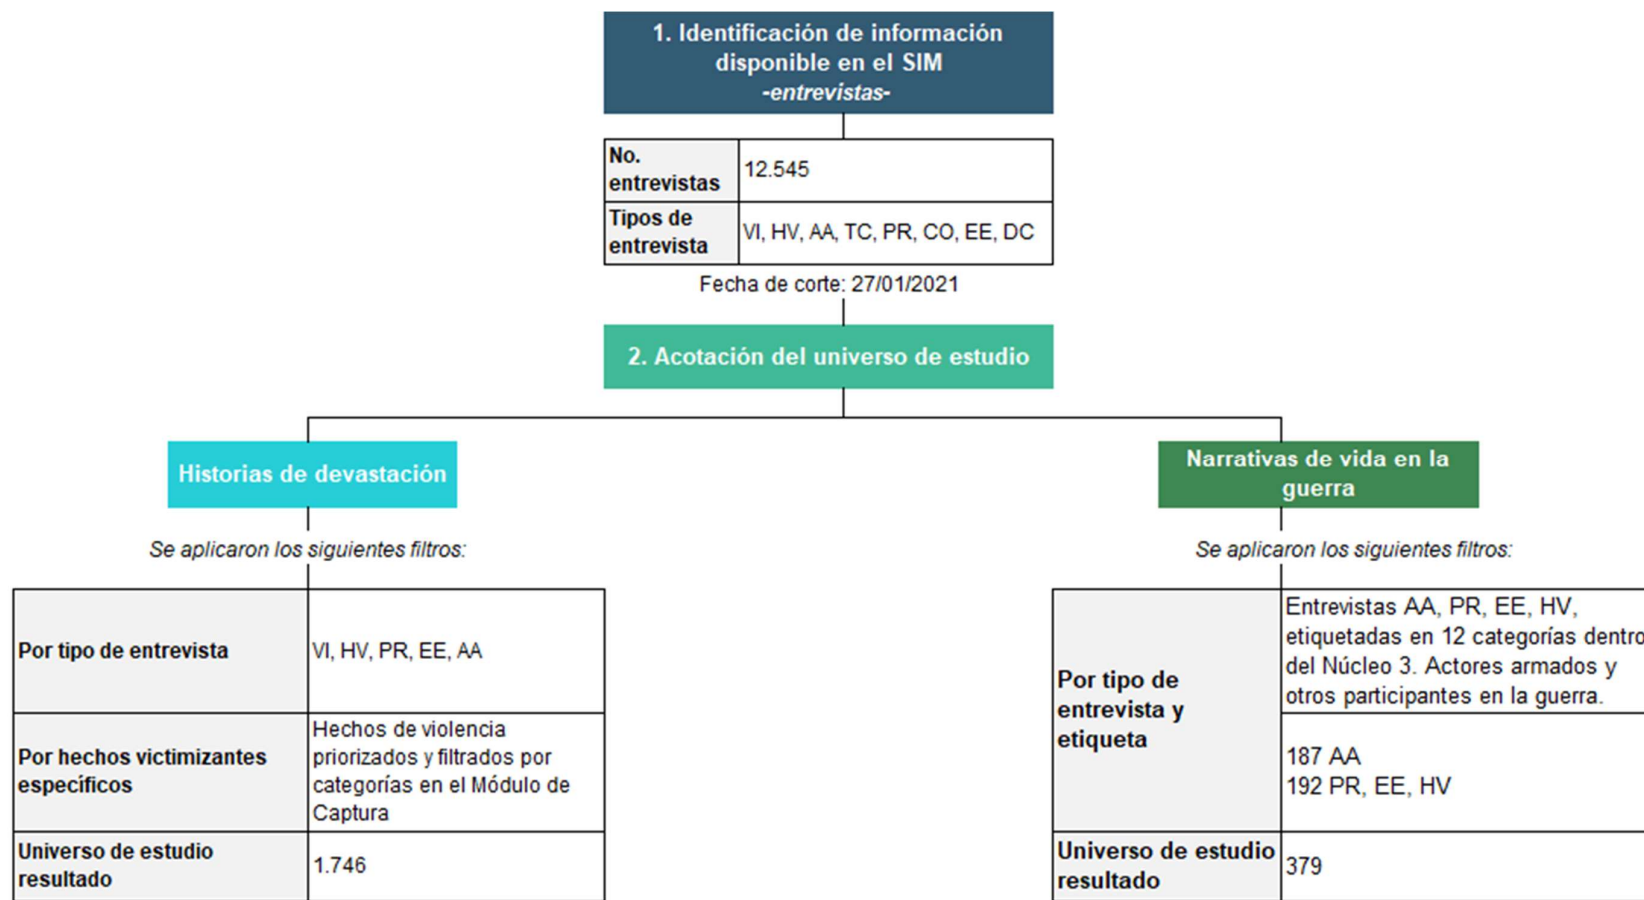 1. Identificación de información
disponible en el SIM
-entrevistas-
No.
entrevistas
12.545
Tipos de
entrevista
VI, HV, AA, TC, PR, CO, EE, DC
Fecha de corte: 27/01/2021
2. Acotación del universo de estudio
Historias de devastación
Se aplicaron los siguientes filtros:
Por tipo de entrevista
VI, HV, PR, EE, AA
Por hechos victimizantes
específicos
Hechos de violencia
priorizados y filtrados por
categorías en el Módulo de
Captura
Universo de estudio
resultado
1.746
Narrativas de vida en la
guerra
Se aplicaron los siguientes filtros:
Por tipo de
entrevista y
etiqueta
Entrevistas AA, PR, EE, HV,
etiquetadas en 12 categorías dentro
del Núcleo 3. Actores armados y
otros participantes en la guerra.
187 AA
192 PR, EE, HV
Universo de estudio
resultado
379